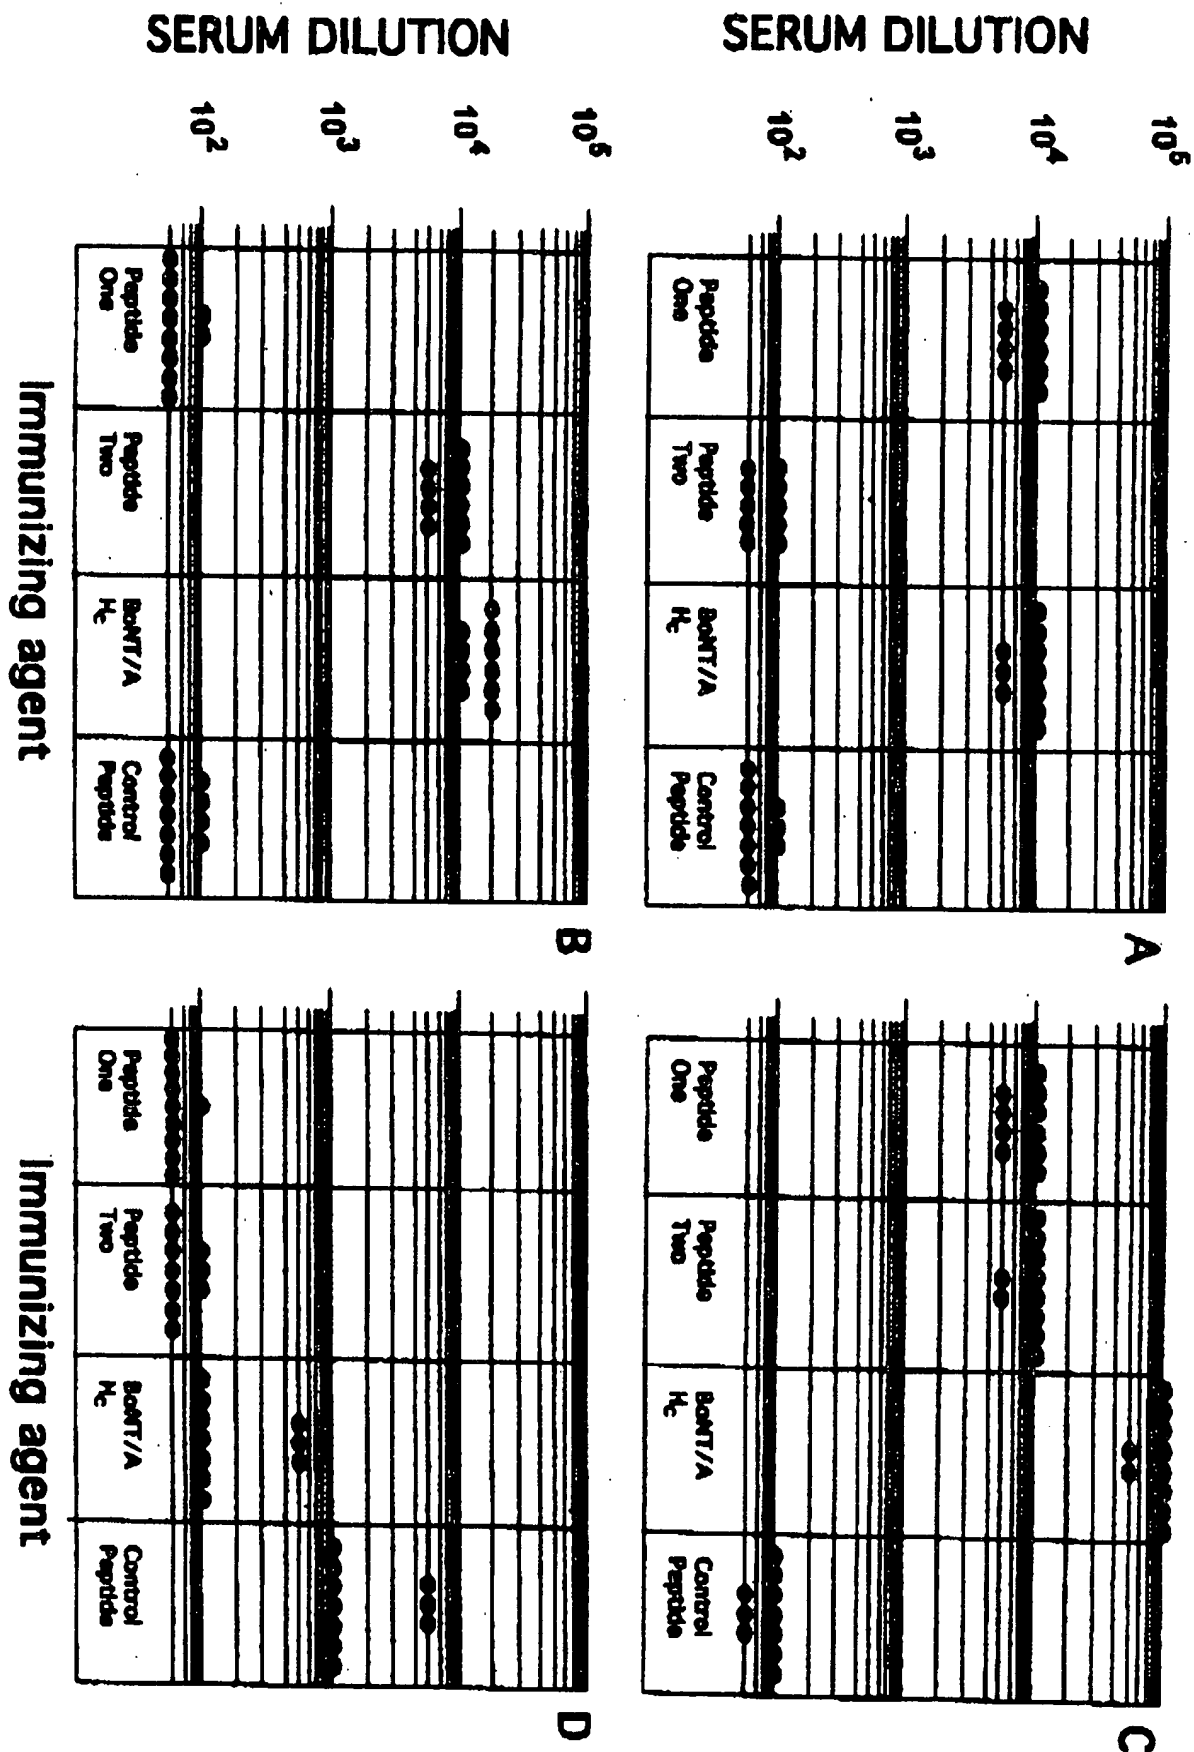 A
SERUM DILUTION
10⁵
10⁴
10³
10²
Peptide
One
Peptide
Two
BoNT/A
Hc
Control
Peptide
C
Peptide
One
Peptide
Two
BoNT/A
Hc
Control
Peptide
B
SERUM DILUTION
10⁵
10⁴
10³
10²
Peptide
One
Peptide
Two
BoNT/A
Hc
Control
Peptide
Immunizing agent
D
Peptide
One
Peptide
Two
BoNT/A
Hc
Control
Peptide
Immunizing agent